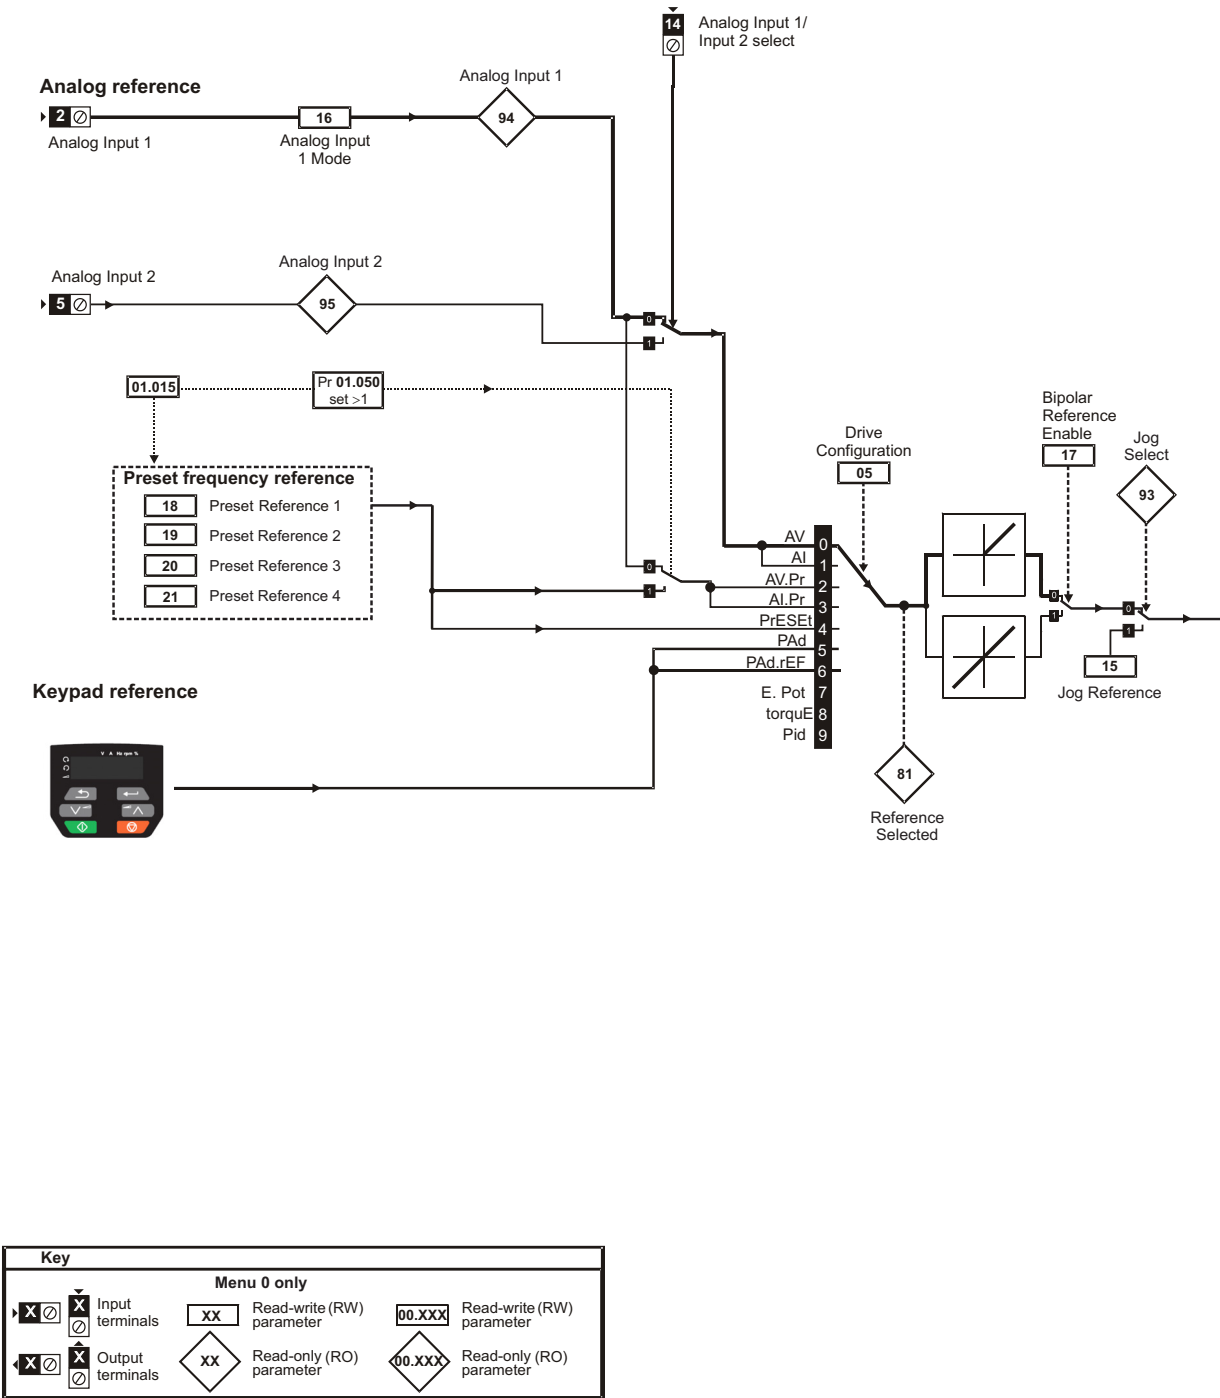 14
Analog Input 1/
Input 2 select
Analog reference
Analog Input 1
2
16
94
Analog Input 1
Analog Input
1 Mode
Analog Input 2
Analog Input 2
5
95
0
1
01.015
Pr 01.050
set >1
Preset frequency reference
18 Preset Reference 1
19 Preset Reference 2
20 Preset Reference 3
21 Preset Reference 4
0
1
Drive
Configuration
05
Bipolar
Reference
Enable
17
Jog
Select
93
AV 0
AI 1
AV.Pr 2
AI.Pr 3
PrESEt 4
PAd 5
PAd.rEF 6
E. Pot 7
torquE 8
Pid 9
0
1
0
1
15
Jog Reference
81
Reference
Selected
Keypad reference
V A Hz rpm %
Key
Menu 0 only
X X Input
terminals
XX Read-write (RW)
parameter
00.XXX Read-write (RW)
parameter
X X Output
terminals
XX Read-only (RO)
parameter
00.XXX Read-only (RO)
parameter